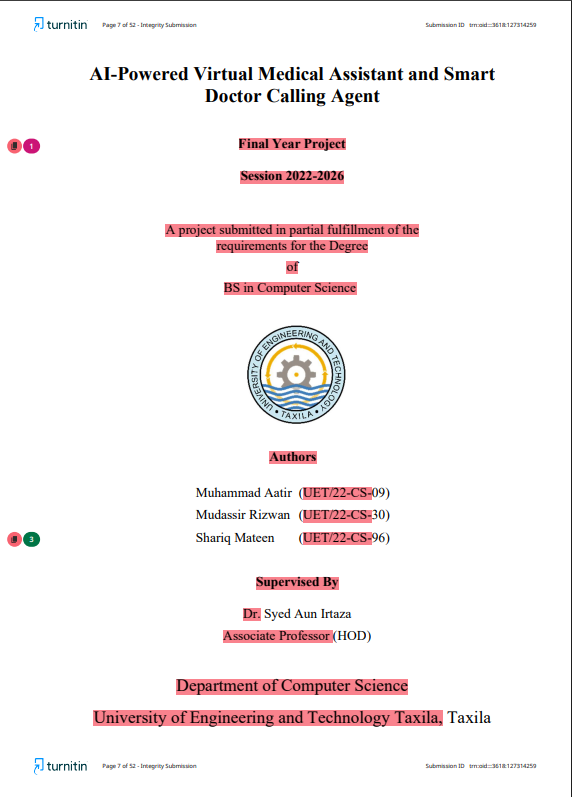 turnitin Page 7 of 52 - Integrity Submission Submission ID trn:oid:::3618:127314259
AI-Powered Virtual Medical Assistant and Smart
Doctor Calling Agent
1 Final Year Project
Session 2022-2026
A project submitted in partial fulfillment of the
requirements for the Degree
of
BS in Computer Science
UNIVERSITY OF ENGINEERING AND TECHNOLOGY
• TAXILA •
Authors
Muhammad Aatir (UET/22-CS-09)
Mudassir Rizwan (UET/22-CS-30)
3 Shariq Mateen (UET/22-CS-96)
Supervised By
Dr. Syed Aun Irtaza
Associate Professor (HOD)
Department of Computer Science
University of Engineering and Technology Taxila, Taxila
turnitin Page 7 of 52 - Integrity Submission Submission ID trn:oid:::3618:127314259